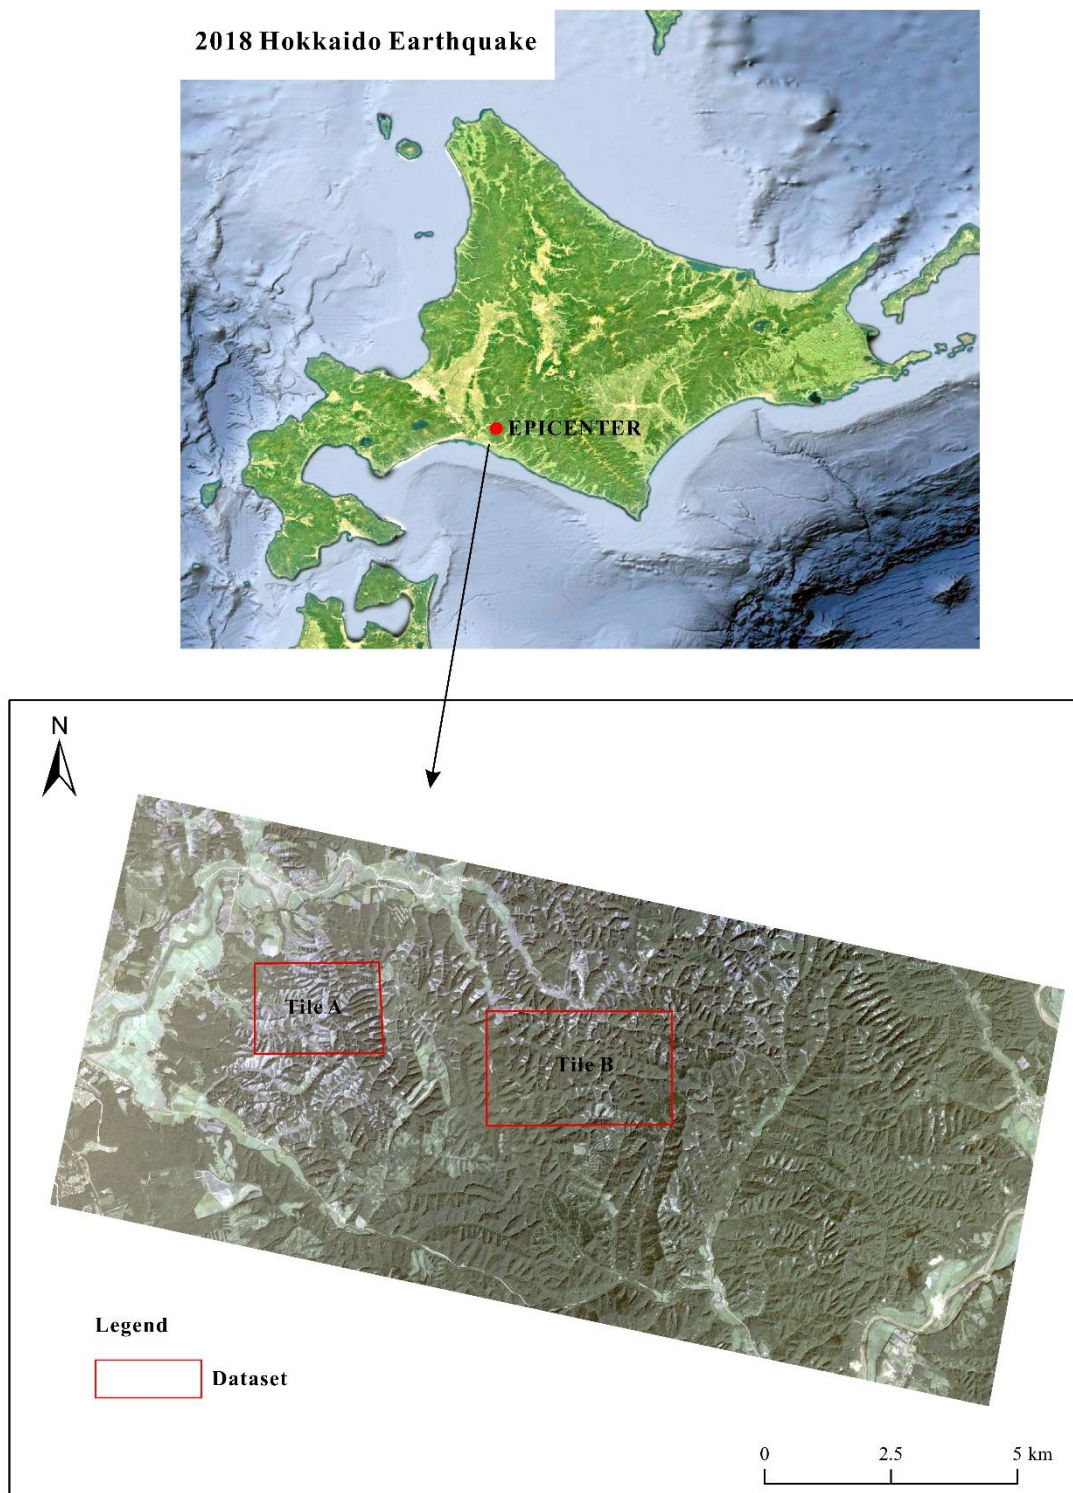 2018 Hokkaido Earthquake
EPICENTER
N
Tile A
Tile B
Legend
Dataset
0 2.5 5 km